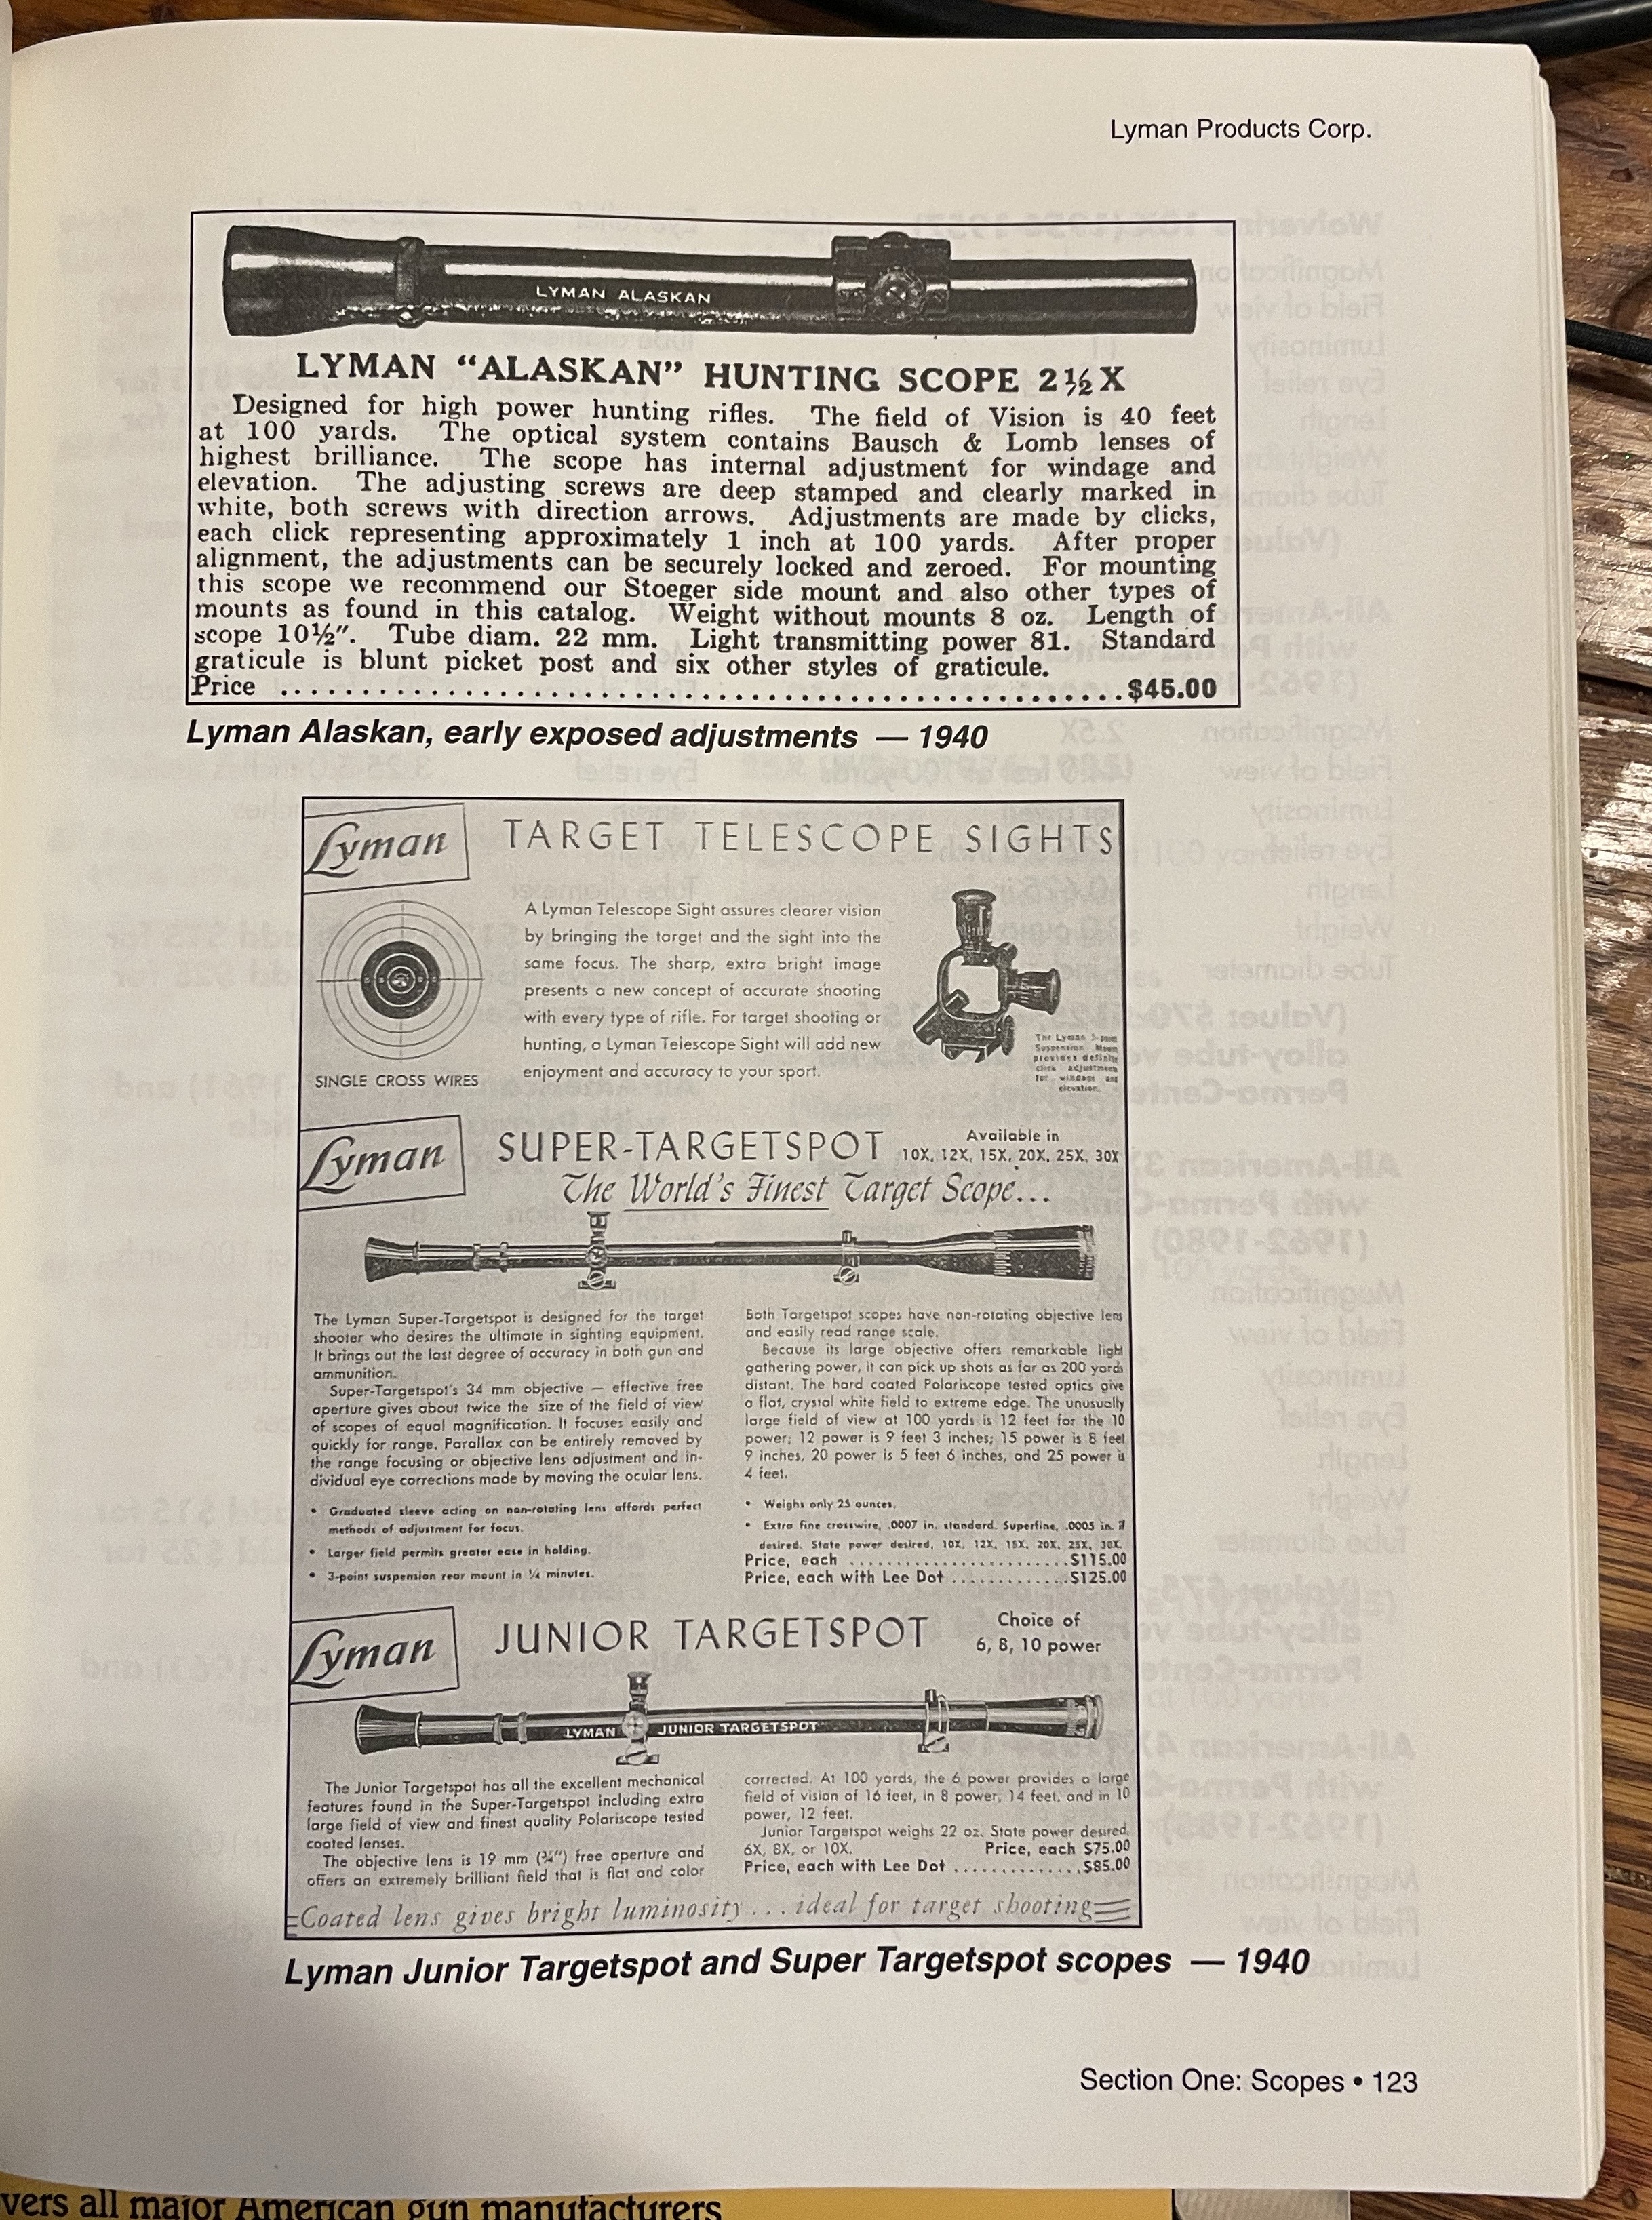 Lyman Products Corp.
LYMAN ALASKAN
LYMAN “ALASKAN” HUNTING SCOPE 2½ X
Designed for high power hunting rifles. The field of Vision is 40 feet
at 100 yards. The optical system contains Bausch & Lomb lenses of
highest brilliance. The scope has internal adjustment for windage and
elevation. The adjusting screws are deep stamped and clearly marked in
white, both screws with direction arrows. Adjustments are made by clicks,
each click representing approximately 1 inch at 100 yards. After proper
alignment, the adjustments can be securely locked and zeroed. For mounting
this scope we recommend our Stoeger side mount and also other types of
mounts as found in this catalog. Weight without mounts 8 oz. Length of
scope 10½″. Tube diam. 22 mm. Light transmitting power 81. Standard
graticule is blunt picket post and six other styles of graticule.
Price ........................................................$45.00
Lyman Alaskan, early exposed adjustments — 1940
Lyman
TARGET TELESCOPE SIGHTS
A Lyman Telescope Sight assures clearer vision
by bringing the target and the sight into the
same focus. The sharp, extra bright image
presents a new concept of accurate shooting
with every type of rifle. For target shooting or
hunting, a Lyman Telescope Sight will add new
enjoyment and accuracy to your sport.
SINGLE CROSS WIRES
The Lyman 3-point
Suspension Mount
provides definite
click adjustment
for windage and
elevation.
Lyman
SUPER-TARGETSPOT
Available in
10X, 12X, 15X, 20X, 25X, 30X
The World's Finest Target Scope...
The Lyman Super-Targetspot is designed for the target
shooter who desires the ultimate in sighting equipment.
It brings out the last degree of accuracy in both gun and
ammunition.
Super-Targetspot's 34 mm objective — effective free
aperture gives about twice the size of the field of view
of scopes of equal magnification. It focuses easily and
quickly for range. Parallax can be entirely removed by
the range focusing or objective lens adjustment and in-
dividual eye corrections made by moving the ocular lens.
• Graduated sleeve acting on non-rotating lens affords perfect
methods of adjustment for focus.
• Larger field permits greater ease in holding.
• 3-point suspension rear mount in ¼ minutes.
Both Targetspot scopes have non-rotating objective lens
and easily read range scale.
Because its large objective offers remarkable light
gathering power, it can pick up shots as far as 200 yards
distant. The hard coated Polariscope tested optics give
a flat, crystal white field to extreme edge. The unusually
large field of view at 100 yards is 12 feet for the 10
power; 12 power is 9 feet 3 inches; 15 power is 8 feet
9 inches, 20 power is 5 feet 6 inches, and 25 power is
4 feet.
• Weighs only 25 ounces.
• Extra fine crosswire, .0007 in. standard. Superfine, .0005 in. if
desired. State power desired, 10X, 12X, 15X, 20X, 25X, 30X.
Price, each .........................$115.00
Price, each with Lee Dot .............$125.00
Lyman
JUNIOR TARGETSPOT
Choice of
6, 8, 10 power
LYMAN JUNIOR TARGETSPOT
The Junior Targetspot has all the excellent mechanical
features found in the Super-Targetspot including extra
large field of view and finest quality Polariscope tested
coated lenses.
The objective lens is 19 mm (¾″) free aperture and
offers an extremely brilliant field that is flat and color
corrected. At 100 yards, the 6 power provides a large
field of vision of 16 feet, in 8 power, 14 feet, and in 10
power, 12 feet.
Junior Targetspot weighs 22 oz. State power desired,
6X, 8X, or 10X. Price, each $75.00
Price, each with Lee Dot ..............$85.00
Coated lens gives bright luminosity... ideal for target shooting
Lyman Junior Targetspot and Super Targetspot scopes — 1940
Section One: Scopes • 123
vers all major American gun manufacturers